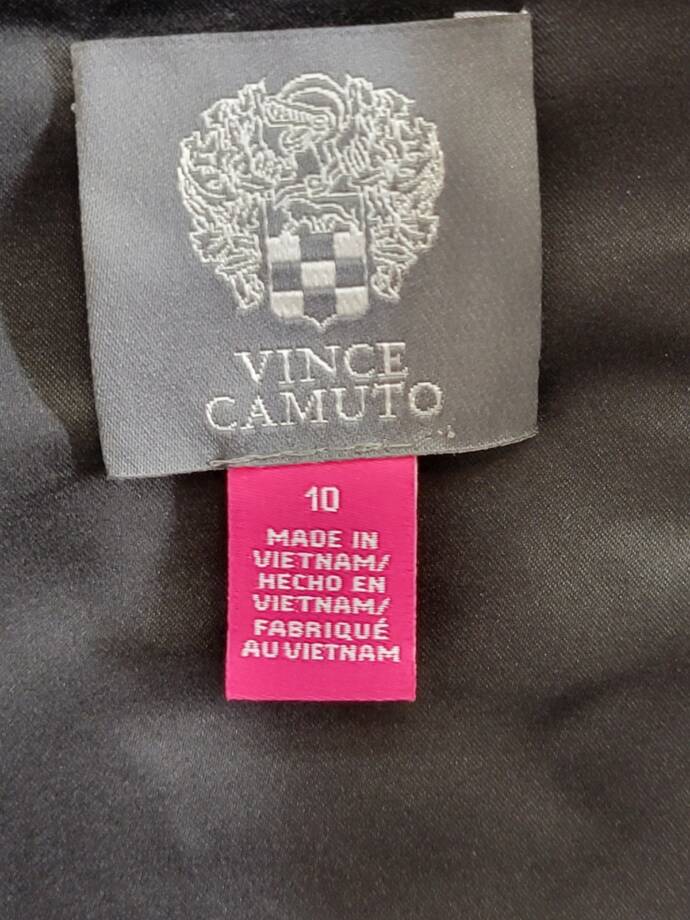 VINCE
CAMUTO
10
MADE IN
VIETNAM/
HECHO EN
VIETNAM/
FABRIQUÉ
AU VIETNAM